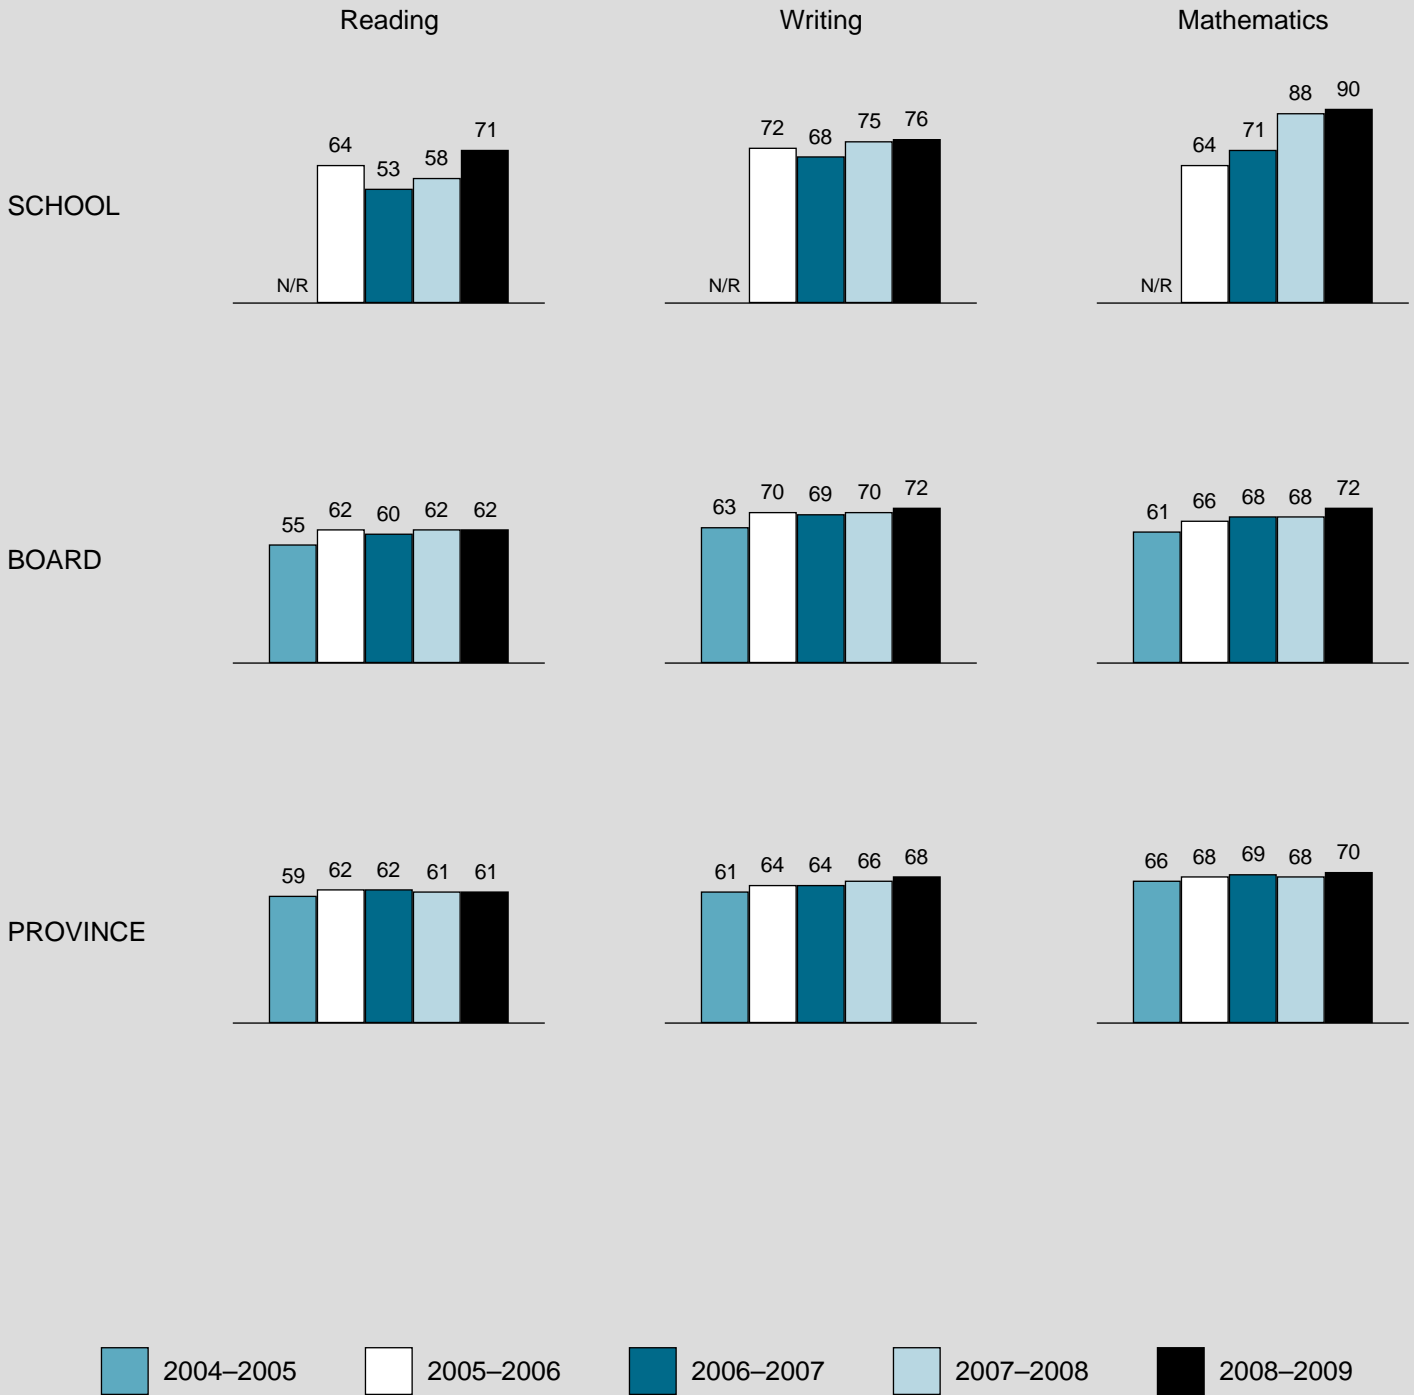 Reading Writing Mathematics
SCHOOL
N/R 64 53 58 71
N/R 72 68 75 76
N/R 64 71 88 90
BOARD
55 62 60 62 62
63 70 69 70 72
61 66 68 68 72
PROVINCE
59 62 62 61 61
61 64 64 66 68
66 68 69 68 70
2004–2005 2005–2006 2006–2007 2007–2008 2008–2009